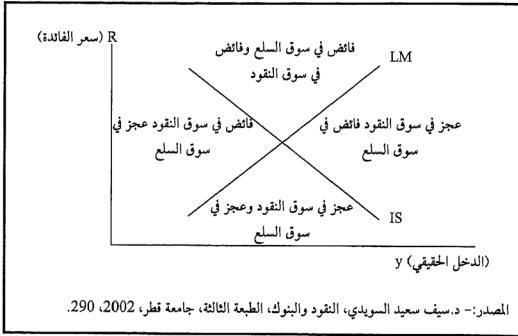 R (سعر الفائدة)
فائض في سوق السلع وفائض
في سوق النقود
LM
فائض في سوق النقود عجز في
سوق السلع
عجز في سوق النقود فائض في
سوق السلع
عجز في سوق النقود وعجز في
سوق السلع
IS
y (الدخل الحقيقي)
المصدر:- د.سيف سعيد السويدي، النقود والبنوك، الطبعة الثالثة، جامعة قطر، 2002، 290.